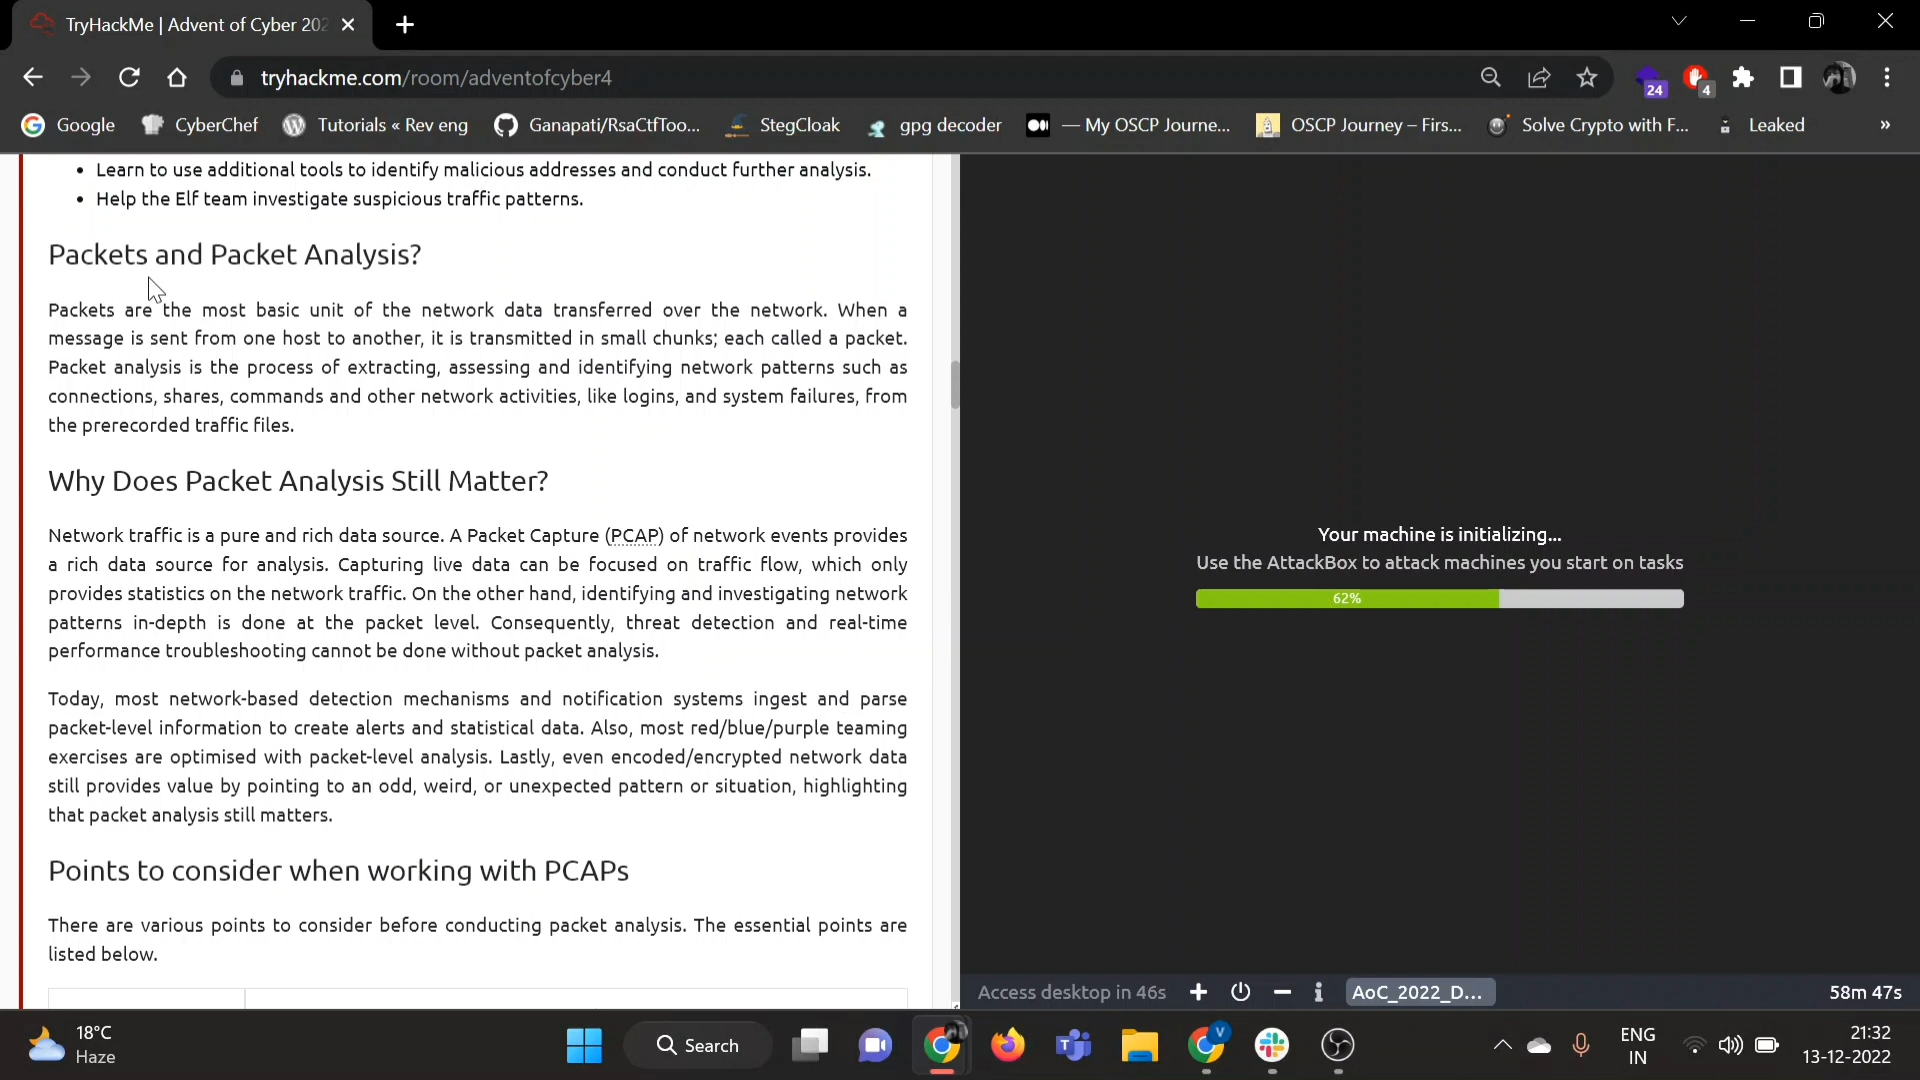 TryHackMe | Advent of Cyber 202
tryhackme.com/room/adventofcyber4
24
4
Google
CyberChef
Tutorials « Rev eng
Ganapati/RsaCtfToo...
StegCloak
gpg decoder
— My OSCP Journe...
OSCP Journey – Firs...
Solve Crypto with F...
Leaked
»
• Learn to use additional tools to identify malicious addresses and conduct further analysis.
• Help the Elf team investigate suspicious traffic patterns.
Packets and Packet Analysis?
Packets are the most basic unit of the network data transferred over the network. When a
message is sent from one host to another, it is transmitted in small chunks; each called a packet.
Packet analysis is the process of extracting, assessing and identifying network patterns such as
connections, shares, commands and other network activities, like logins, and system failures, from
the prerecorded traffic files.
Why Does Packet Analysis Still Matter?
Network traffic is a pure and rich data source. A Packet Capture (PCAP) of network events provides
a rich data source for analysis. Capturing live data can be focused on traffic flow, which only
provides statistics on the network traffic. On the other hand, identifying and investigating network
patterns in-depth is done at the packet level. Consequently, threat detection and real-time
performance troubleshooting cannot be done without packet analysis.
Today, most network-based detection mechanisms and notification systems ingest and parse
packet-level information to create alerts and statistical data. Also, most red/blue/purple teaming
exercises are optimised with packet-level analysis. Lastly, even encoded/encrypted network data
still provides value by pointing to an odd, weird, or unexpected pattern or situation, highlighting
that packet analysis still matters.
Points to consider when working with PCAPs
There are various points to consider before conducting packet analysis. The essential points are
listed below.
Your machine is initializing...
Use the AttackBox to attack machines you start on tasks
62%
Access desktop in 46s
AoC_2022_D...
58m 47s
18°C
Haze
Search
V
ENG
IN
21:32
13-12-2022